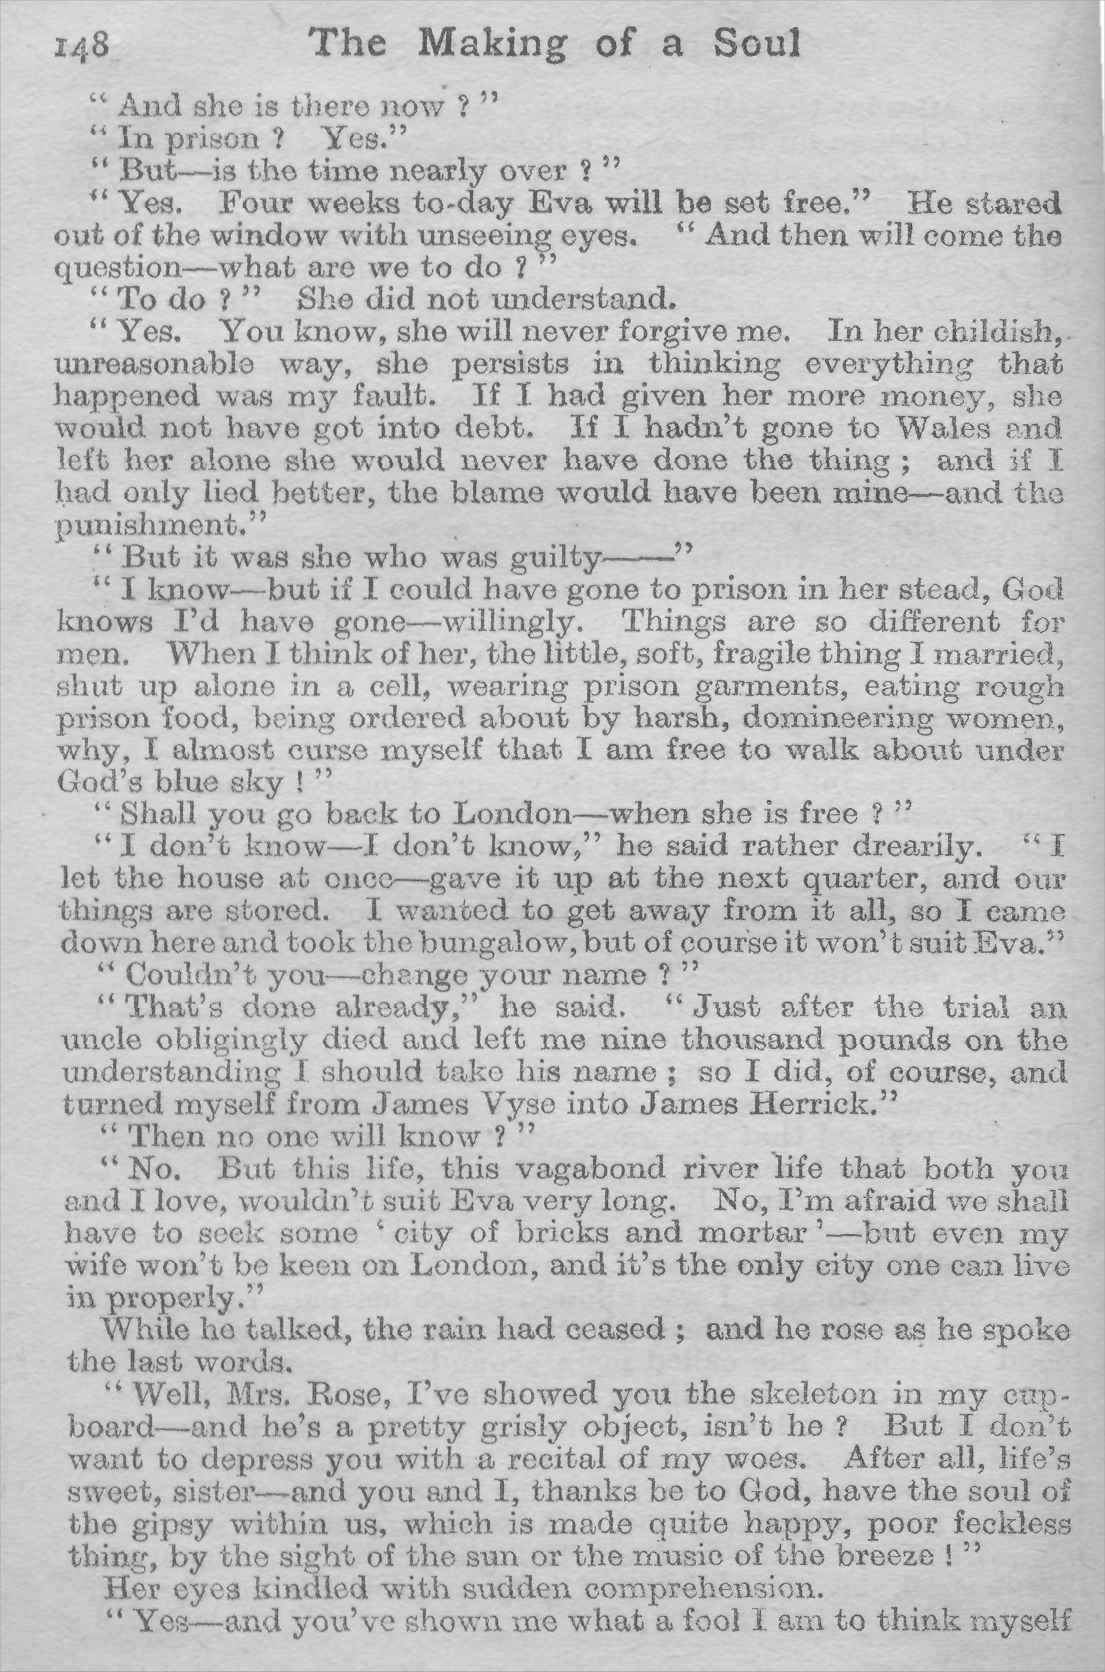 148 The Making of a Soul
“ And she is there now ? ”
“ In prison ? Yes.”
“ But—is the time nearly over ? ”
“ Yes. Four weeks to-day Eva will be set free.” He stared
out of the window with unseeing eyes. “ And then will come the
question—what are we to do ? ”
“ To do ? ” She did not understand.
“ Yes. You know, she will never forgive me. In her childish,
unreasonable way, she persists in thinking everything that
happened was my fault. If I had given her more money, she
would not have got into debt. If I hadn’t gone to Wales and
left her alone she would never have done the thing ; and if I
had only lied better, the blame would have been mine—and the
punishment.”
“ But it was she who was guilty——”
“ I know—but if I could have gone to prison in her stead, God
knows I’d have gone—willingly. Things are so different for
men. When I think of her, the little, soft, fragile thing I married,
shut up alone in a cell, wearing prison garments, eating rough
prison food, being ordered about by harsh, domineering women,
why, I almost curse myself that I am free to walk about under
God’s blue sky ! ”
“ Shall you go back to London—when she is free ? ”
“ I don’t know—I don’t know,” he said rather drearily. “ I
let the house at once—gave it up at the next quarter, and our
things are stored. I wanted to get away from it all, so I came
down here and took the bungalow, but of course it won’t suit Eva.”
“ Couldn’t you—change your name ? ”
“ That’s done already,” he said. “ Just after the trial an
uncle obligingly died and left me nine thousand pounds on the
understanding I should take his name ; so I did, of course, and
turned myself from James Vyse into James Herrick.”
“ Then no one will know ? ”
“ No. But this life, this vagabond river life that both you
and I love, wouldn’t suit Eva very long. No, I’m afraid we shall
have to seek some ‘ city of bricks and mortar ’—but even my
wife won’t be keen on London, and it’s the only city one can live
in properly.”
While he talked, the rain had ceased ; and he rose as he spoke
the last words.
“ Well, Mrs. Rose, I’ve showed you the skeleton in my cup-
board—and he’s a pretty grisly object, isn’t he ? But I don’t
want to depress you with a recital of my woes. After all, life’s
sweet, sister—and you and I, thanks be to God, have the soul of
the gipsy within us, which is made quite happy, poor feckless
thing, by the sight of the sun or the music of the breeze ! ”
Her eyes kindled with sudden comprehension.
“ Yes—and you’ve shown me what a fool I am to think myself